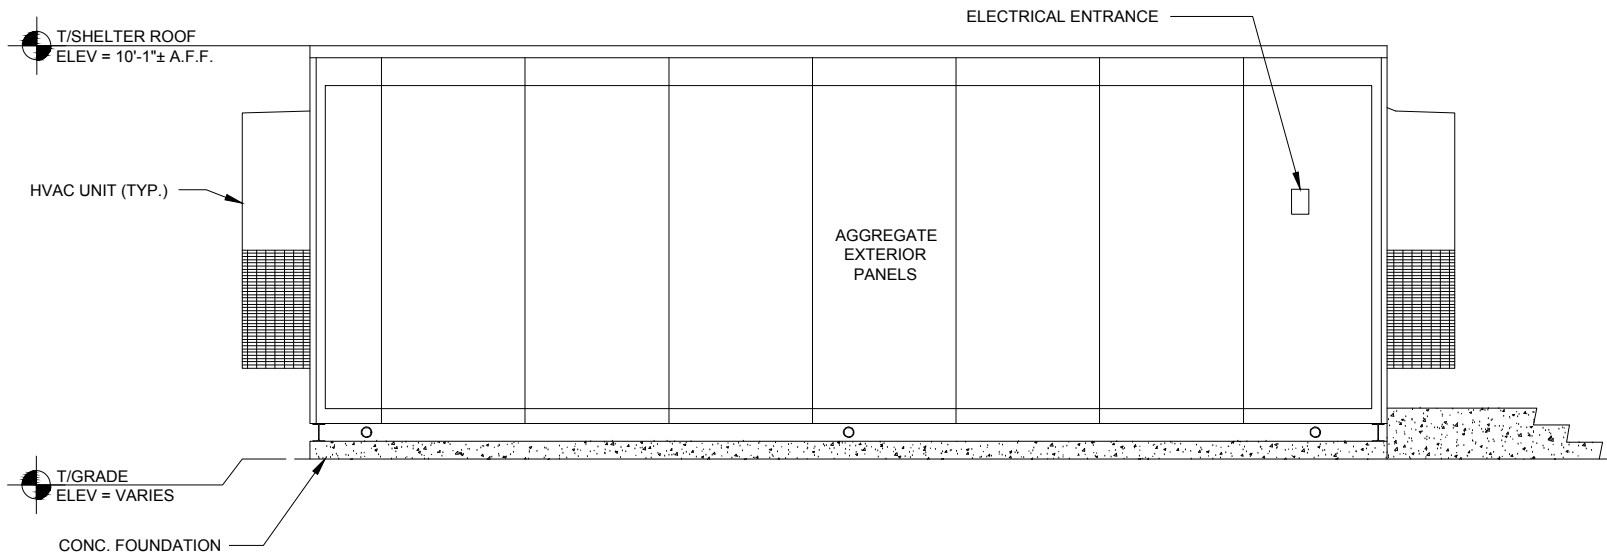 ELECTRICAL ENTRANCE
T/SHELTER ROOF
ELEV = 10'-1"± A.F.F.
HVAC UNIT (TYP.)
AGGREGATE
EXTERIOR
PANELS
T/GRADE
ELEV = VARIES
CONC. FOUNDATION